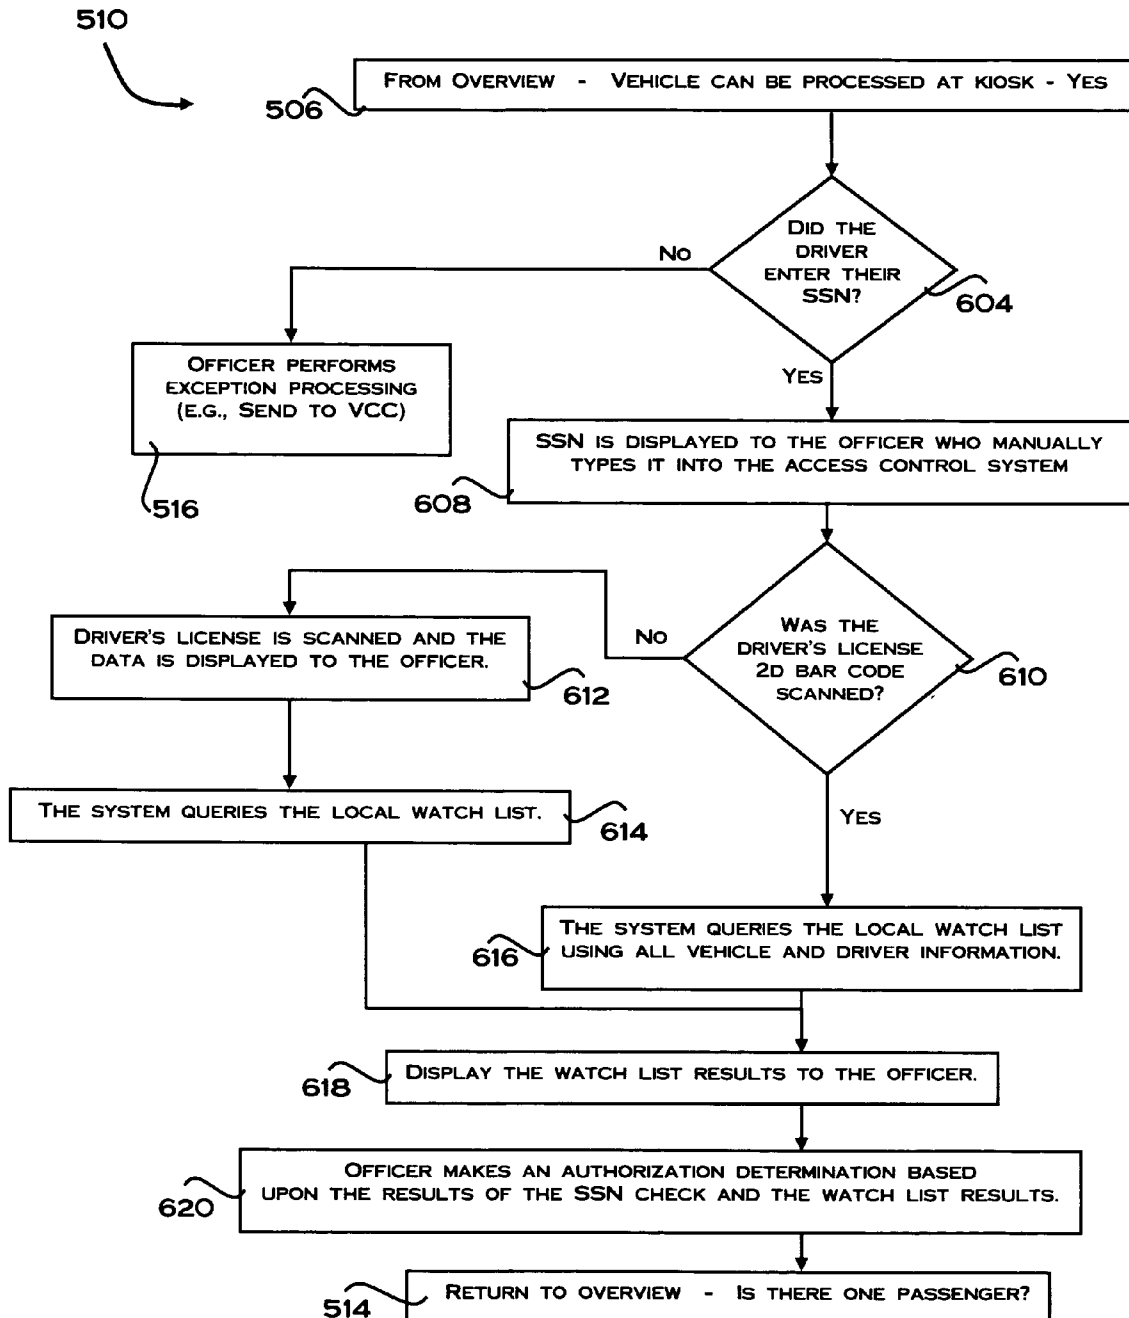 510
From Overview - Vehicle can be processed at kiosk - Yes
506
Did the
driver
enter their
SSN?
No
604
Officer performs
exception processing
(e.g., Send to VCC)
Yes
516
SSN is displayed to the officer who manually
types it into the access control system
608
Driver's license is scanned and the
data is displayed to the officer.
No
Was the
driver's license
2D bar code
scanned?
610
612
The system queries the local watch list.
614
Yes
The system queries the local watch list
using all vehicle and driver information.
616
Display the watch list results to the officer.
618
Officer makes an authorization determination based
upon the results of the SSN check and the watch list results.
620
Return to overview - Is there one passenger?
514